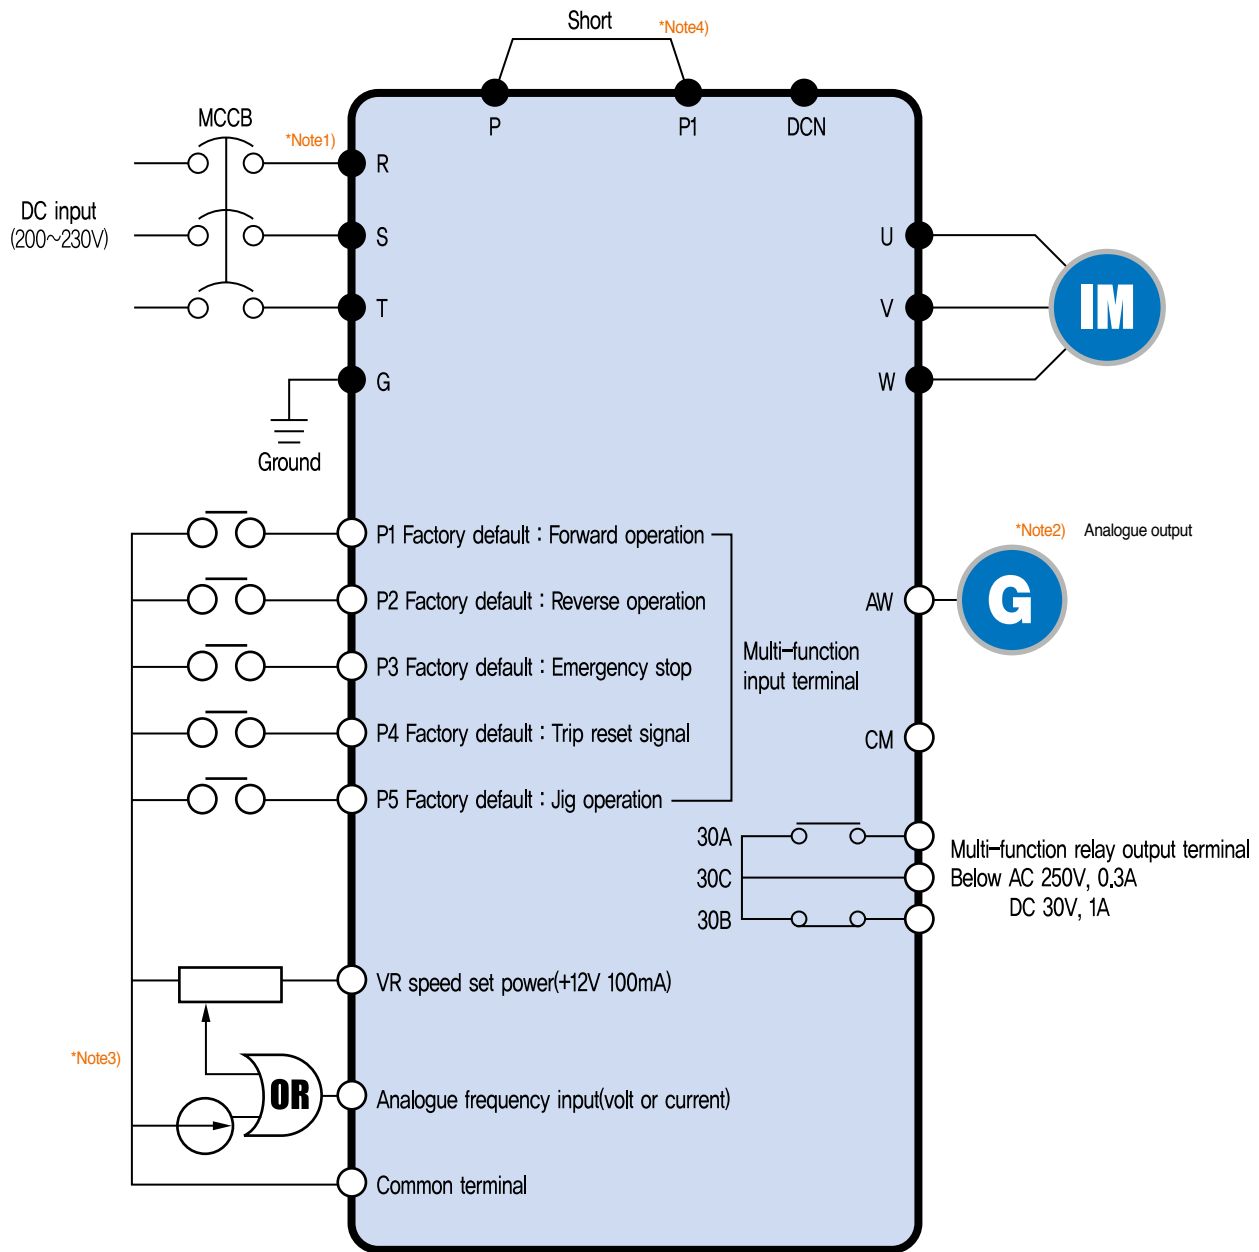 Short
*Note4)
P
P1
DCN
MCCB
*Note1)
DC input
(200~230V)
R
S
T
G
Ground
U
V
W
IM
*Note2) Analogue output
G
AW
CM
P1 Factory default : Forward operation
P2 Factory default : Reverse operation
P3 Factory default : Emergency stop
P4 Factory default : Trip reset signal
P5 Factory default : Jig operation
Multi-function
input terminal
30A
30C
30B
Multi-function relay output terminal
Below AC 250V, 0.3A
DC 30V, 1A
VR speed set power(+12V 100mA)
*Note3)
OR
Analogue frequency input(volt or current)
Common terminal